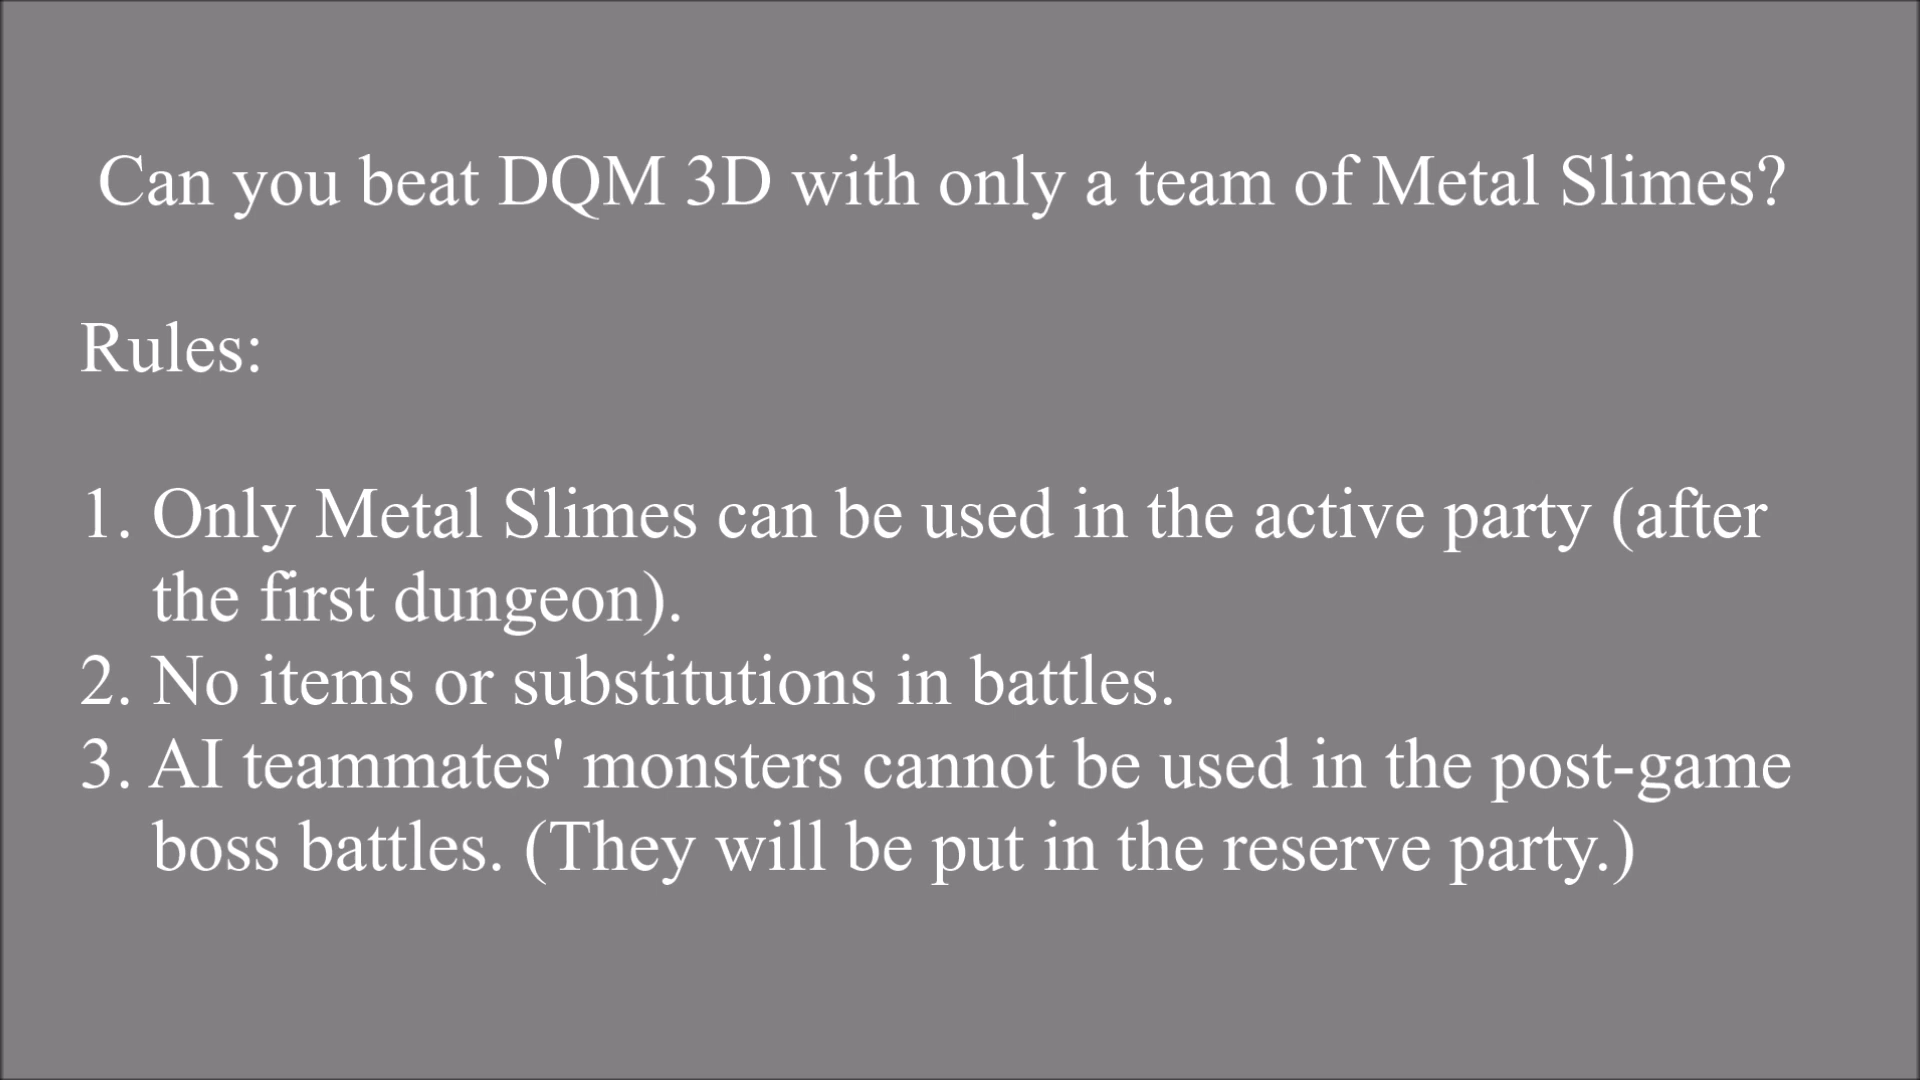 Can you beat DQM 3D with only a team of Metal Slimes?
Rules:
1. Only Metal Slimes can be used in the active party (after
the first dungeon).
2. No items or substitutions in battles.
3. AI teammates' monsters cannot be used in the post-game
boss battles. (They will be put in the reserve party.)